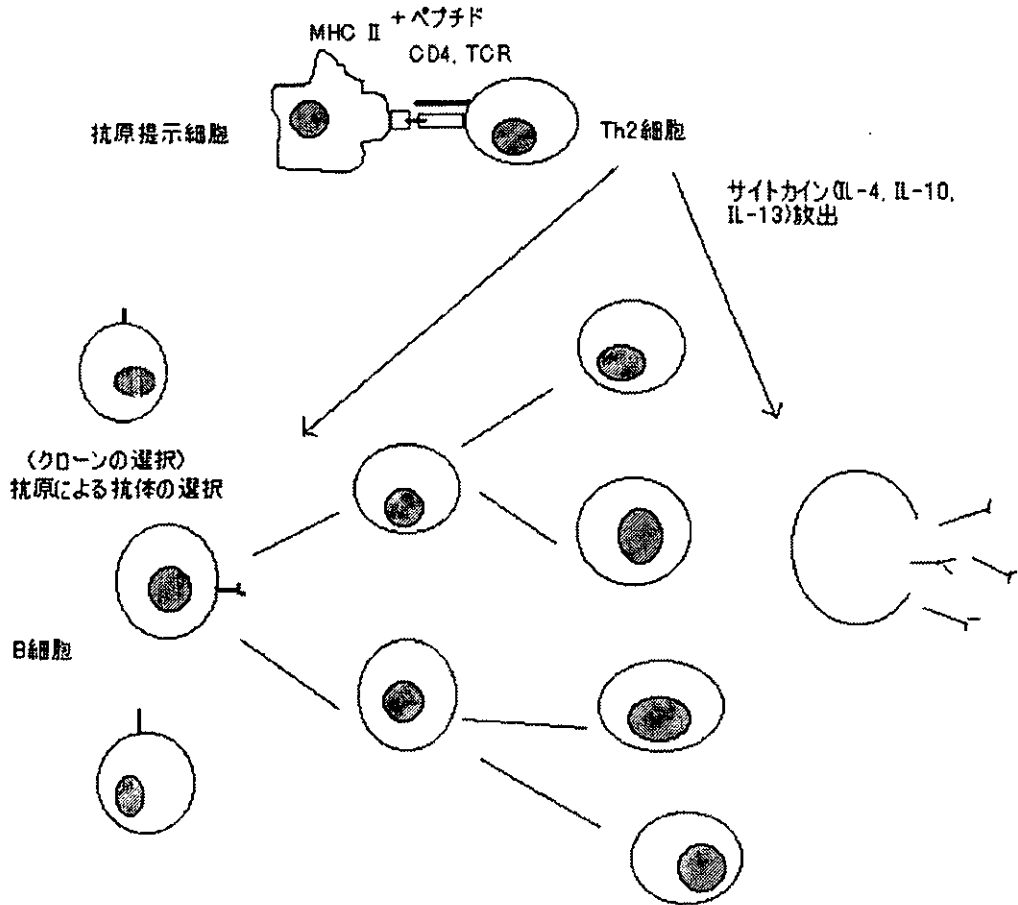 MHC II +ペプチド
CD4, TCR
抗原提示細胞
Th2細胞
サイトカイン(IL-4, IL-10,
IL-13)放出
(クローンの選択)
抗原による抗体の選択
B細胞